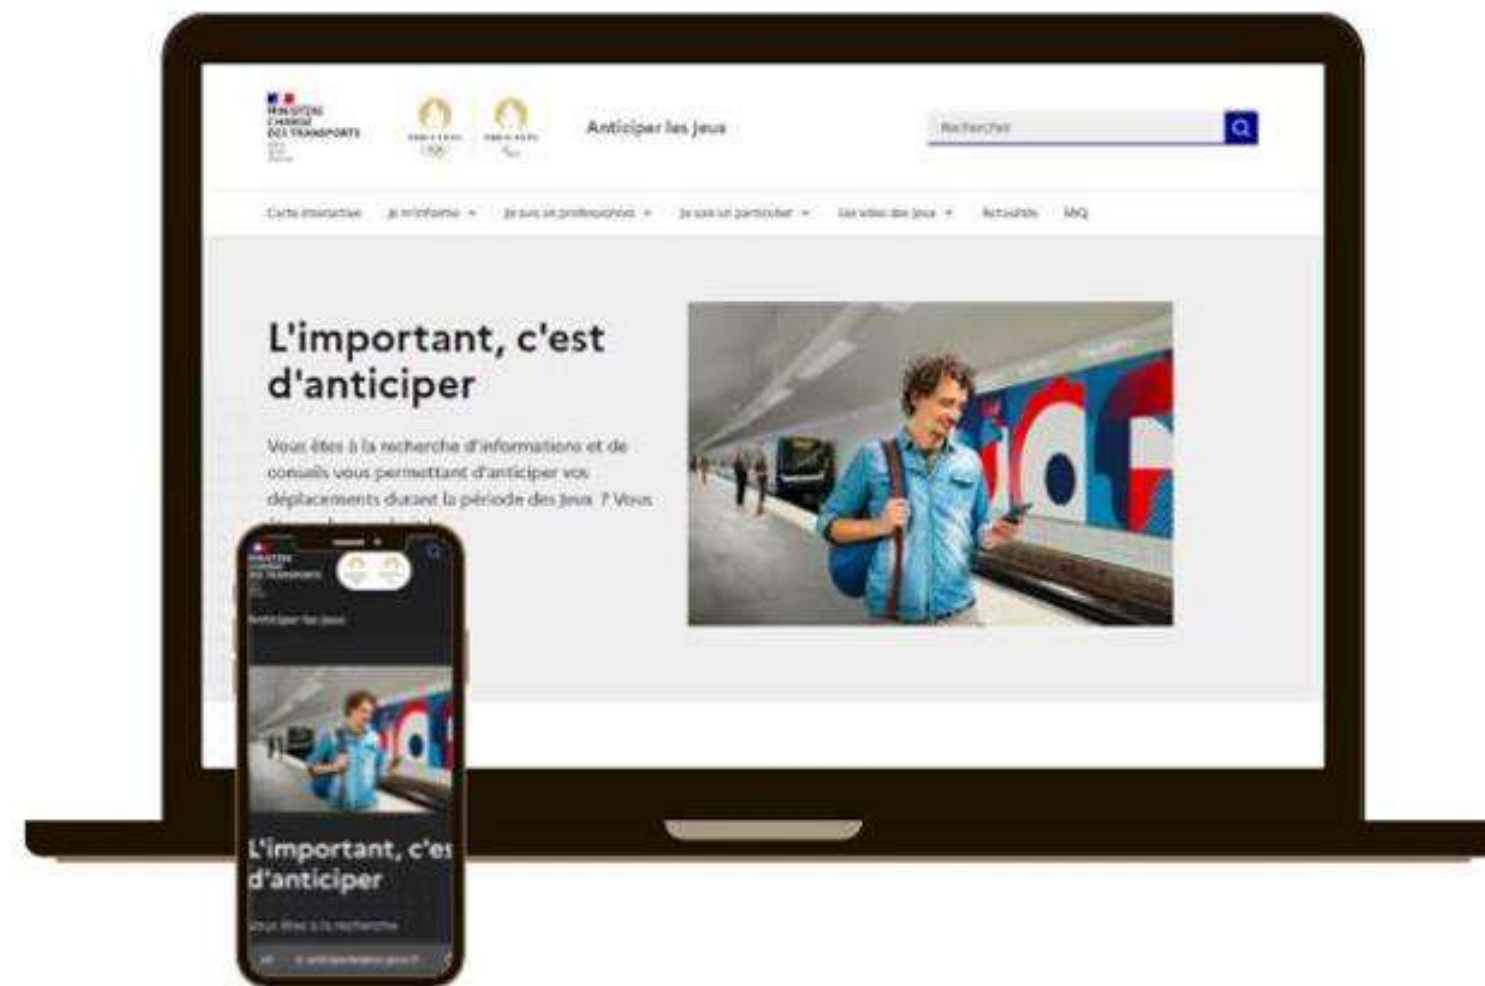 MINISTÈRE
CHARGÉ
DES TRANSPORTS
Anticiper les Jeux
Rechercher
Carte interactive Je m'informe Je suis un professionnel Je suis un particulier Les sites des Jeux Actualités FAQ
L'important, c'est
d'anticiper
Vous êtes à la recherche d'informations et de
conseils vous permettant d'anticiper vos
déplacements durant la période des Jeux ? Vous
MINISTÈRE
CHARGÉ
DES TRANSPORTS
Anticiper les Jeux
L'important, c'es
d'anticiper
Vous êtes à la recherche